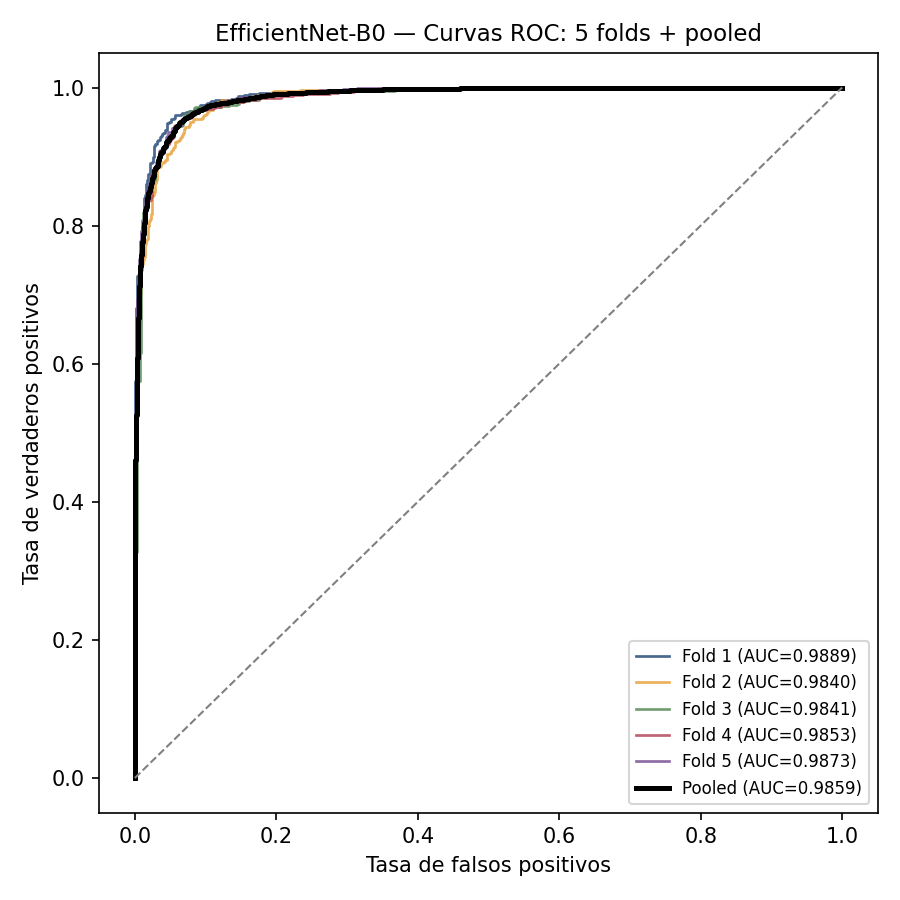 EfficientNet-B0 — Curvas ROC: 5 folds + pooled
Tasa de verdaderos positivos
1.0
0.8
0.6
0.4
0.2
0.0
0.0 0.2 0.4 0.6 0.8 1.0
Tasa de falsos positivos
Fold 1 (AUC=0.9889)
Fold 2 (AUC=0.9840)
Fold 3 (AUC=0.9841)
Fold 4 (AUC=0.9853)
Fold 5 (AUC=0.9873)
Pooled (AUC=0.9859)